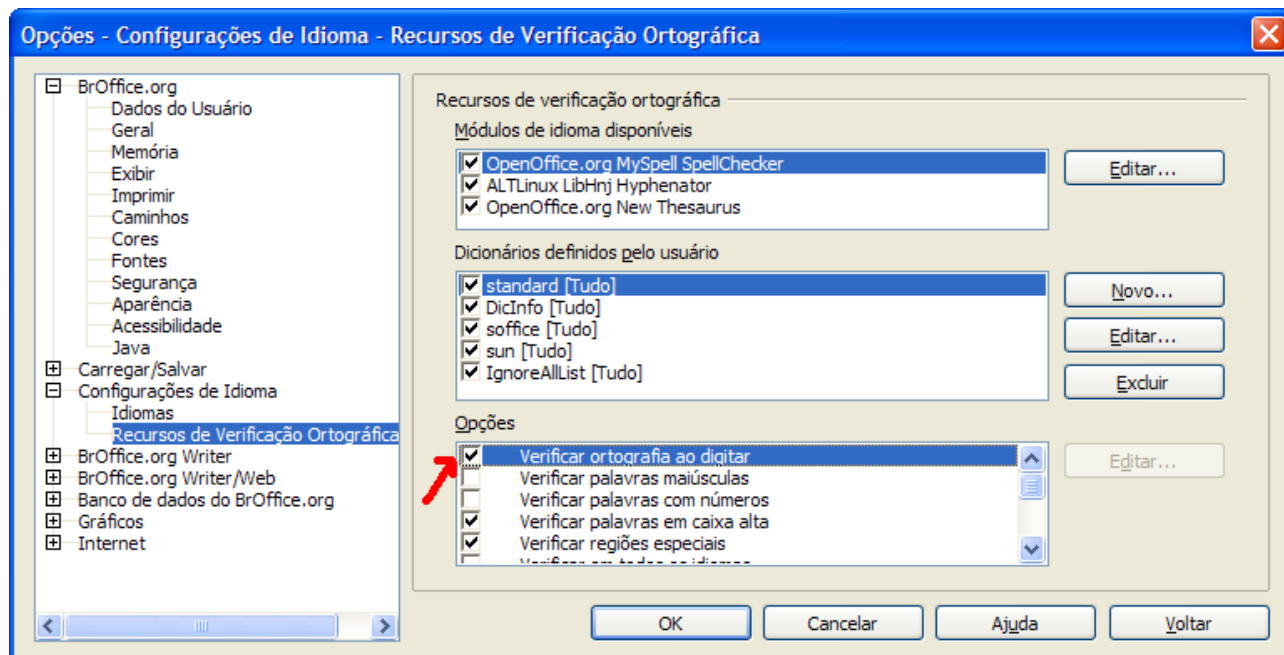 Opções - Configurações de Idioma - Recursos de Verificação Ortográfica
BrOffice.org
Dados do Usuário
Geral
Memória
Exibir
Imprimir
Caminhos
Cores
Fontes
Segurança
Aparência
Acessibilidade
Java
Carregar/Salvar
Configurações de Idioma
Idiomas
Recursos de Verificação Ortográfica
BrOffice.org Writer
BrOffice.org Writer/Web
Banco de dados do BrOffice.org
Gráficos
Internet
Recursos de verificação ortográfica
Módulos de idioma disponíveis
OpenOffice.org MySpell SpellChecker
ALTLinux LibHnj Hyphenator
OpenOffice.org New Thesaurus
Editar...
Dicionários definidos pelo usuário
standard [Tudo]
DicInfo [Tudo]
soffice [Tudo]
sun [Tudo]
IgnoreAllList [Tudo]
Novo...
Editar...
Excluir
Opções
Verificar ortografia ao digitar
Verificar palavras maiúsculas
Verificar palavras com números
Verificar palavras em caixa alta
Verificar regiões especiais
Verificar em todos os idiomas
Editar...
OK
Cancelar
Ajuda
Voltar